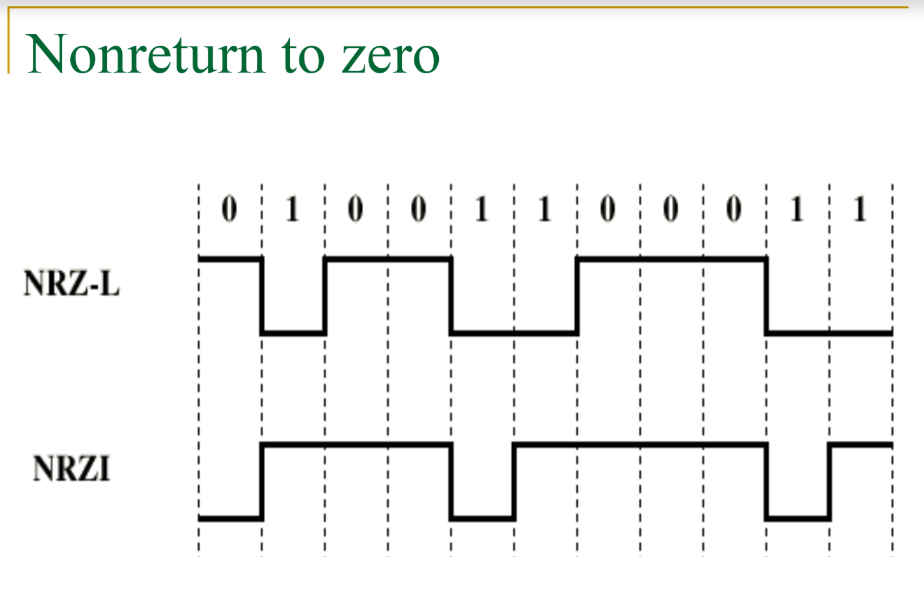 Nonreturn to zero
0 1 0 0 1 1 0 0 0 1 1
NRZ-L
NRZI